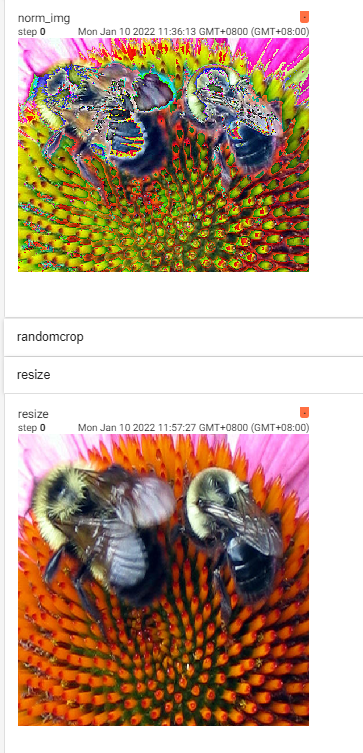 norm_img
step 0 Mon Jan 10 2022 11:36:13 GMT+0800 (GMT+08:00)
randomcrop
resize
resize
step 0 Mon Jan 10 2022 11:57:27 GMT+0800 (GMT+08:00)